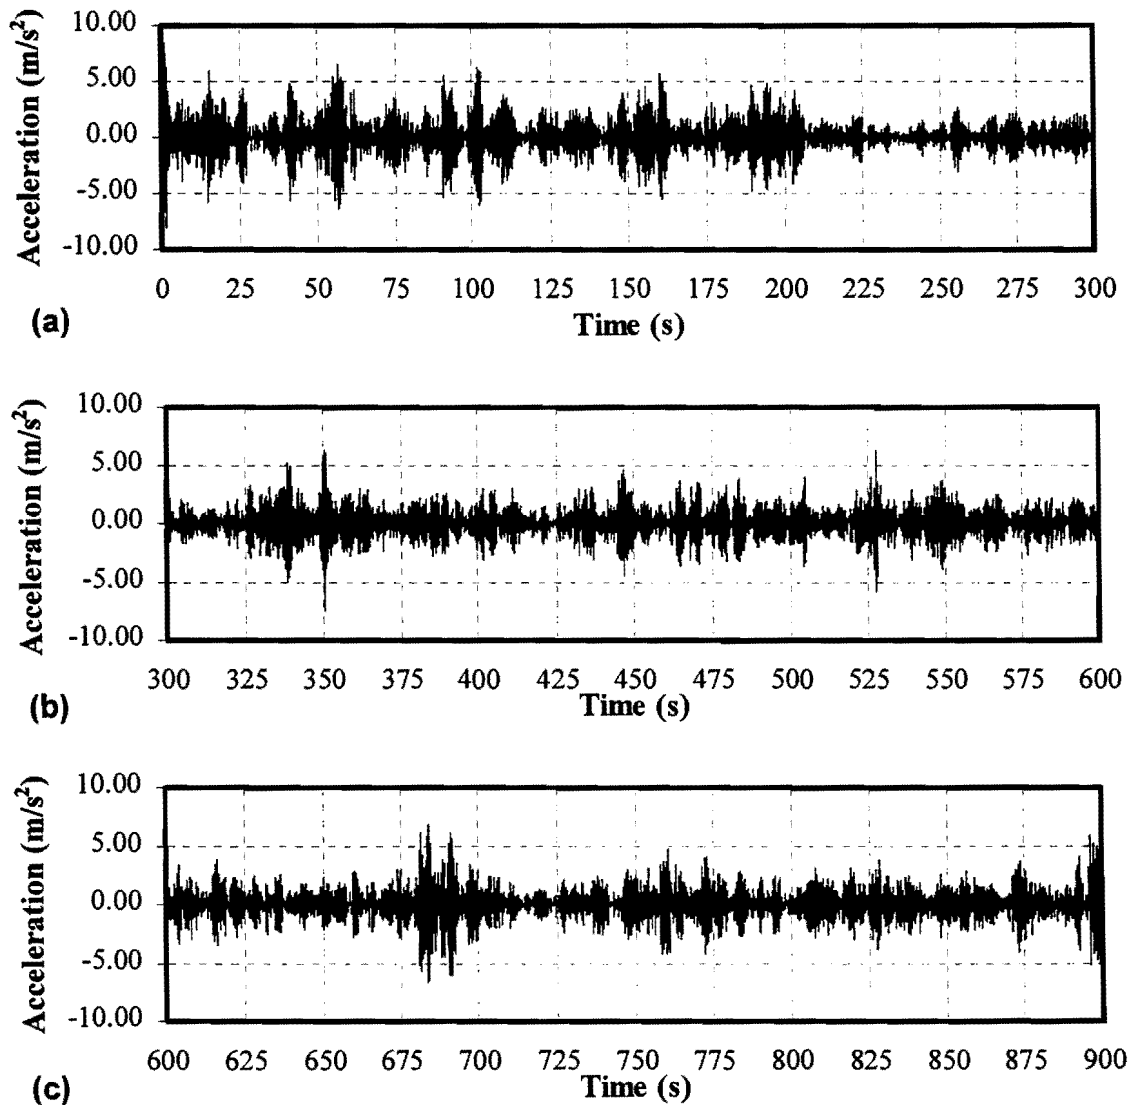 Acceleration (m/s²)
10.00
5.00
0.00
-5.00
-10.00
0 25 50 75 100 125 150 175 200 225 250 275 300
(a)
Time (s)
Acceleration (m/s²)
10.00
5.00
0.00
-5.00
-10.00
300 325 350 375 400 425 450 475 500 525 550 575 600
(b)
Time (s)
Acceleration (m/s²)
10.00
5.00
0.00
-5.00
-10.00
600 625 650 675 700 725 750 775 800 825 850 875 900
(c)
Time (s)